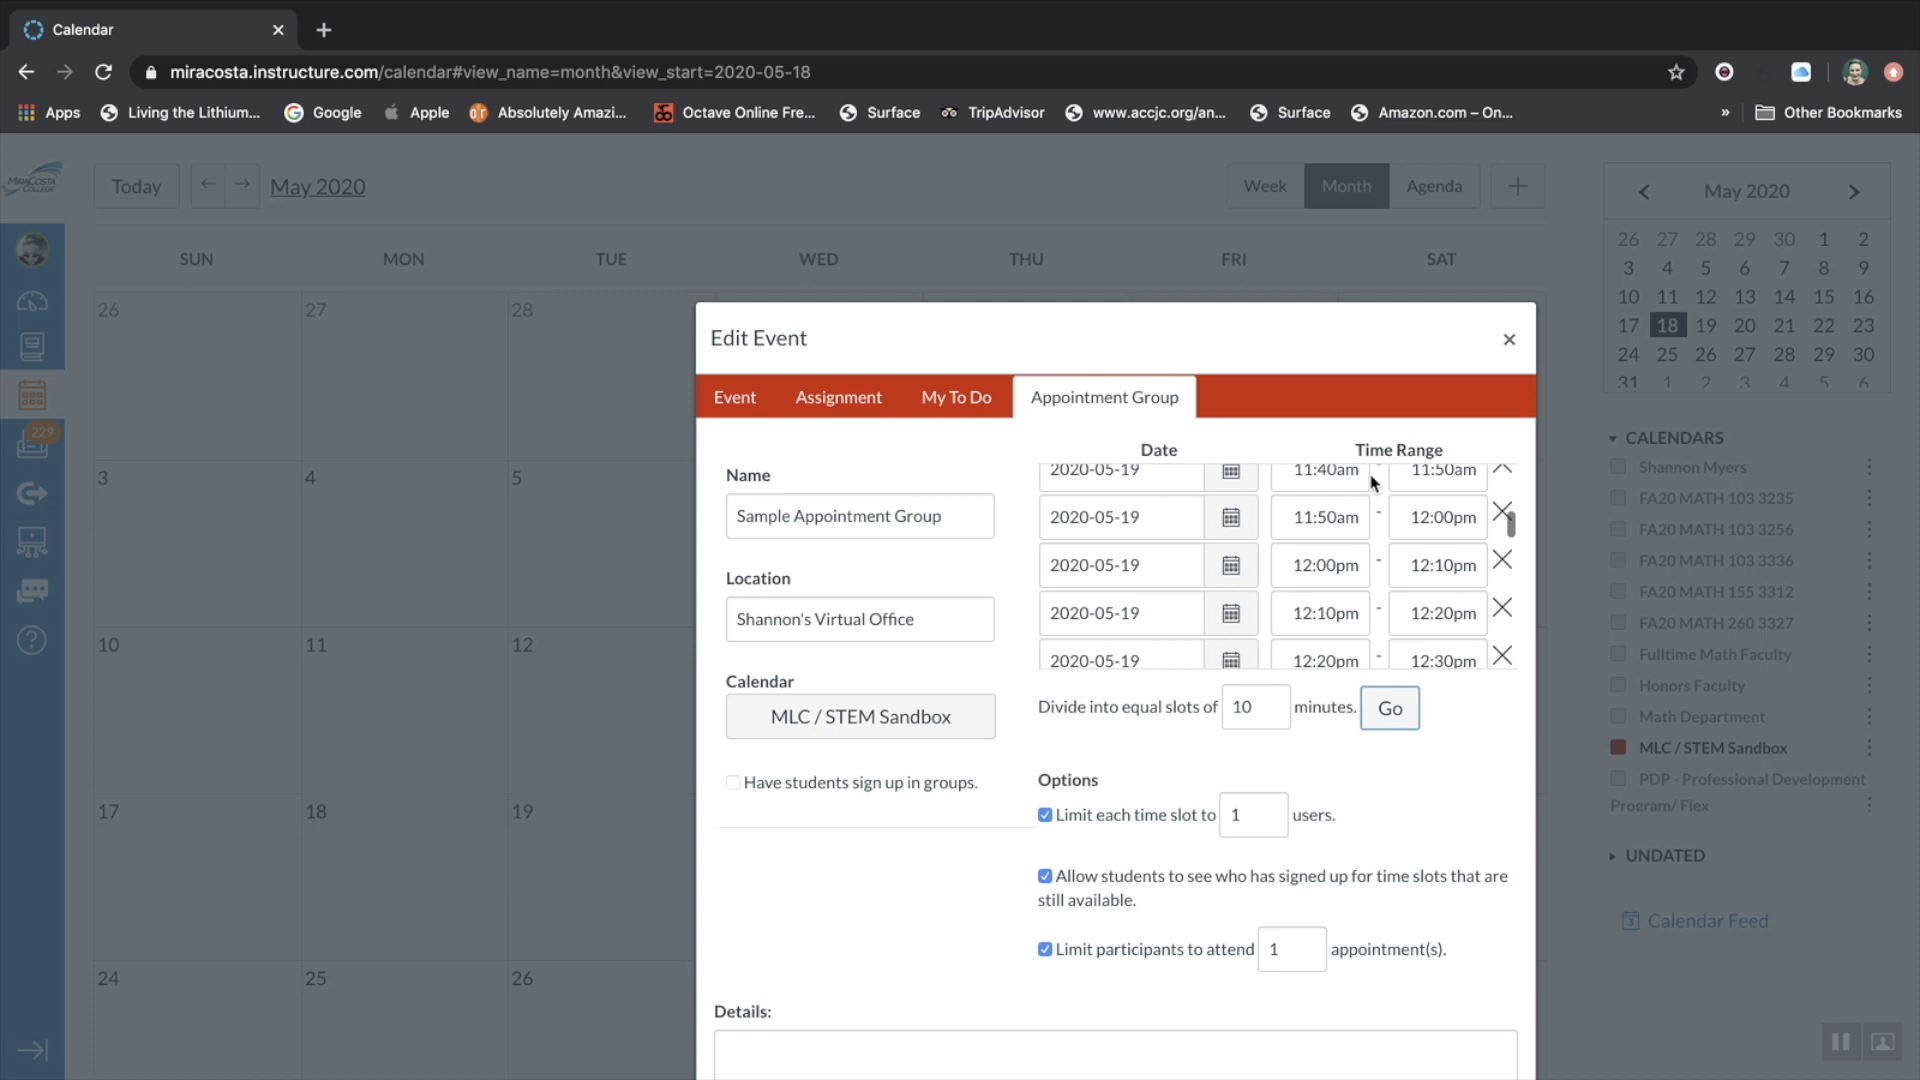 Calendar
miracosta.instructure.com/calendar#view_name=month&view_start=2020-05-18
Apps
Living the Lithium...
Google
Apple
Absolutely Amazi...
Octave Online Fre...
Surface
TripAdvisor
www.accjc.org/an...
Surface
Amazon.com – On...
»
Other Bookmarks
MIRACOSTA COLLEGE
229
Today
May 2020
Week
Month
Agenda
SUN MON TUE WED THU FRI SAT
26 27 28
3 4 5
10 11 12
17 18 19
24 25 26
Edit Event
Event
Assignment
My To Do
Appointment Group
Name
Sample Appointment Group
Location
Shannon's Virtual Office
Calendar
MLC / STEM Sandbox
Have students sign up in groups.
Date Time Range
2020-05-19 11:40am - 11:50am
2020-05-19 11:50am - 12:00pm
2020-05-19 12:00pm - 12:10pm
2020-05-19 12:10pm - 12:20pm
2020-05-19 12:20pm - 12:30pm
Divide into equal slots of 10 minutes. Go
Options
Limit each time slot to 1 users.
Allow students to see who has signed up for time slots that are
still available.
Limit participants to attend 1 appointment(s).
Details:
May 2020
26 27 28 29 30 1 2
3 4 5 6 7 8 9
10 11 12 13 14 15 16
17 18 19 20 21 22 23
24 25 26 27 28 29 30
31 1 2 3 4 5 6
CALENDARS
Shannon Myers
FA20 MATH 103 3235
FA20 MATH 103 3256
FA20 MATH 103 3336
FA20 MATH 155 3312
FA20 MATH 260 3327
Fulltime Math Faculty
Honors Faculty
Math Department
MLC / STEM Sandbox
PDP - Professional Development
Program/ Flex
UNDATED
Calendar Feed